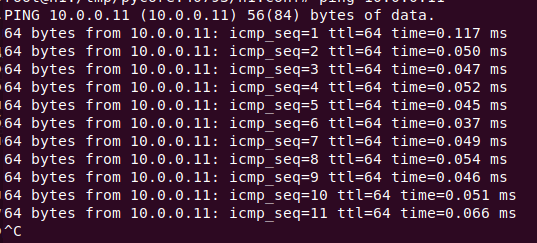 PING 10.0.0.11 (10.0.0.11) 56(84) bytes of data.
64 bytes from 10.0.0.11: icmp_seq=1 ttl=64 time=0.117 ms
64 bytes from 10.0.0.11: icmp_seq=2 ttl=64 time=0.050 ms
64 bytes from 10.0.0.11: icmp_seq=3 ttl=64 time=0.047 ms
64 bytes from 10.0.0.11: icmp_seq=4 ttl=64 time=0.052 ms
64 bytes from 10.0.0.11: icmp_seq=5 ttl=64 time=0.045 ms
64 bytes from 10.0.0.11: icmp_seq=6 ttl=64 time=0.037 ms
64 bytes from 10.0.0.11: icmp_seq=7 ttl=64 time=0.049 ms
64 bytes from 10.0.0.11: icmp_seq=8 ttl=64 time=0.054 ms
64 bytes from 10.0.0.11: icmp_seq=9 ttl=64 time=0.046 ms
64 bytes from 10.0.0.11: icmp_seq=10 ttl=64 time=0.051 ms
64 bytes from 10.0.0.11: icmp_seq=11 ttl=64 time=0.066 ms
^C